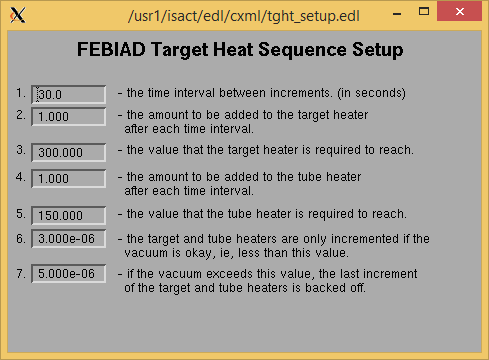 /usr1/isact/edl/cxml/tght_setup.edl
FEBIAD Target Heat Sequence Setup
1. 30.0 - the time interval between increments. (in seconds)
2. 1.000 - the amount to be added to the target heater
after each time interval.
3. 300.000 - the value that the target heater is required to reach.
4. 1.000 - the amount to be added to the tube heater
after each time interval.
5. 150.000 - the value that the tube heater is required to reach.
6. 3.000e-06 - the target and tube heaters are only incremented if the
vacuum is okay, ie, less than this value.
7. 5.000e-06 - if the vacuum exceeds this value, the last increment
of the target and tube heaters is backed off.